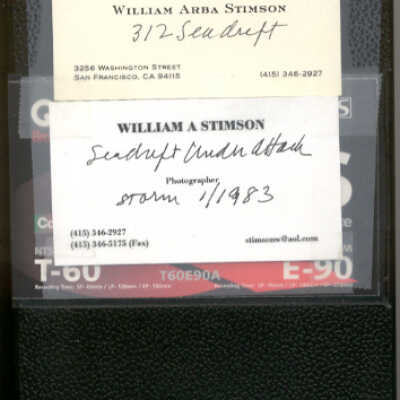 WILLIAM ARBA STIMSON
312 Seadrift
3256 WASHINGTON STREET
SAN FRANCISCO, CA 94115
(415) 346-2927
WILLIAM A STIMSON
Seadrift Under Attack
Photographer
storm 1/1983
(415) 346-2927
(415) 346-5175 (Fax)
stimsonw@aol.com
T-60
T60E90A
E-90